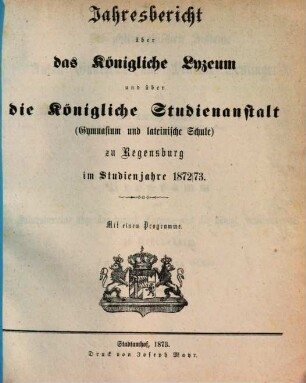 Jahresbericht
über
das Königliche Lyzeum
und über
die Königliche Studienanstalt
(Gymnasium und lateinische Schule)
zu Regensburg
im Studienjahre 1872/73.
Mit einem Programme.
Stadtamhof, 1873.
Druck von Joseph Mayr.